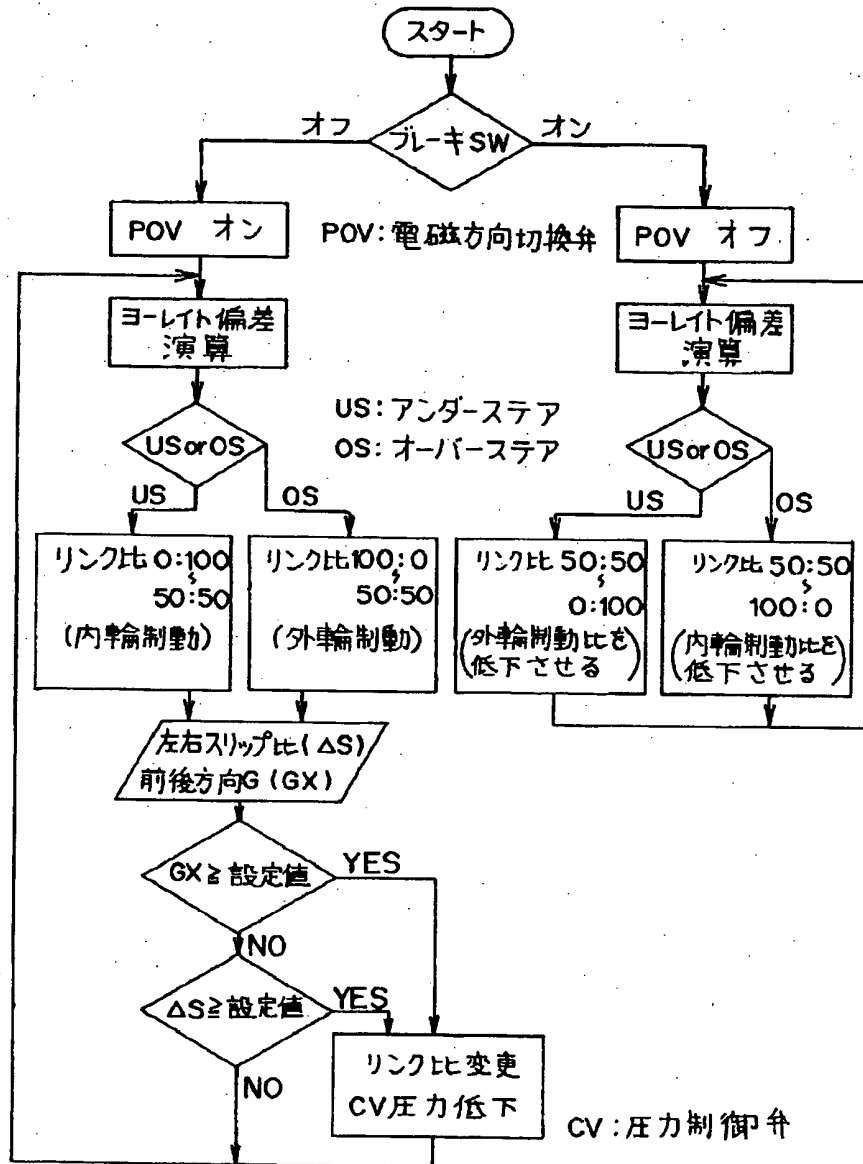 スタート
オフ
ブレーキSW
オン
POV オン
POV:電磁方向切換弁
POV オフ
ヨーレイト偏差
演算
ヨーレイト偏差
演算
US:アンダーステア
OS:オーバーステア
USorOS
USorOS
US
OS
US
OS
リンク比 0:100
〜
50:50
(内輪制動)
リンク比100:0
〜
50:50
(外輪制動)
リンク比 50:50
〜
0:100
(外輪制動比を
低下させる)
リンク比 50:50
〜
100:0
(内輪制動比を
低下させる)
左右スリップ比(△S)
前後方向G(GX)
GX≧設定値
YES
NO
△S≧設定値
YES
NO
リンク比変更
CV圧力低下
CV:圧力制御弁